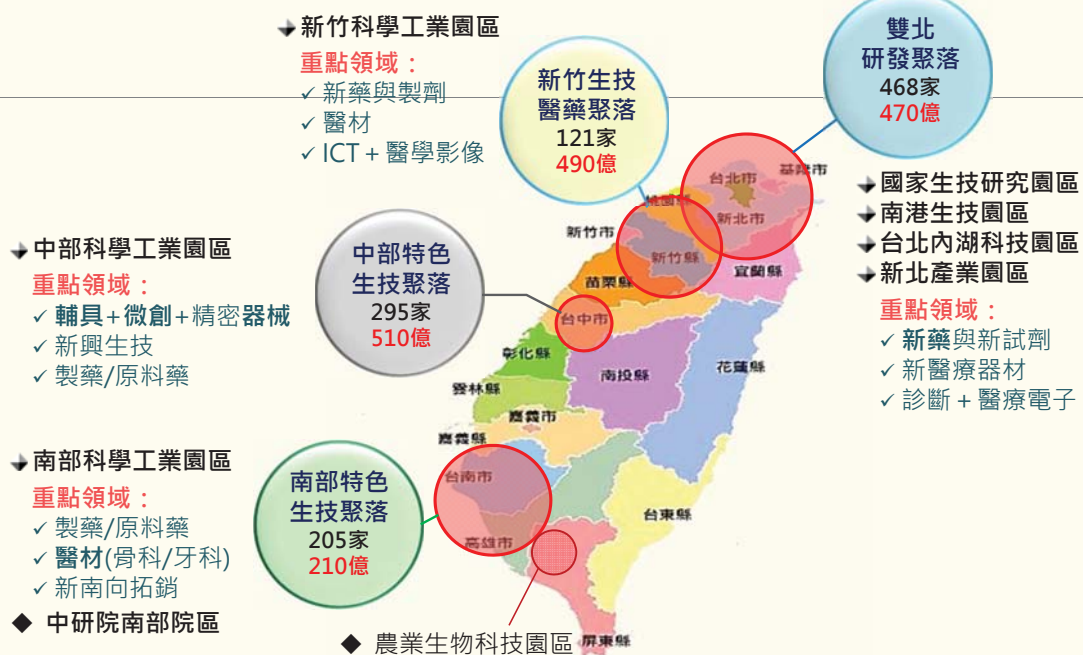 新竹科學工業園區
重點領域：
✓ 新藥與製劑
✓ 醫材
✓ ICT + 醫學影像
新竹生技
醫藥聚落
121家
490億
雙北
研發聚落
468家
470億
國家生技研究園區
南港生技園區
台北內湖科技園區
新北產業園區
重點領域：
✓ 新藥與新試劑
✓ 新醫療器材
✓ 診斷 + 醫療電子
中部科學工業園區
重點領域：
✓ 輔具+微創+精密器械
✓ 新興生技
✓ 製藥/原料藥
中部特色
生技聚落
295家
510億
南部科學工業園區
重點領域：
✓ 製藥/原料藥
✓ 醫材(骨科/牙科)
✓ 新南向拓銷
◆ 中研院南部院區
南部特色
生技聚落
205家
210億
◆ 農業生物科技園區
基隆市
台北市
新北市
桃園縣
新竹市
新竹縣
宜蘭縣
苗栗縣
台中市
彰化縣
南投縣
花蓮縣
雲林縣
嘉義市
嘉義縣
台南市
高雄市
台東縣
屏東縣